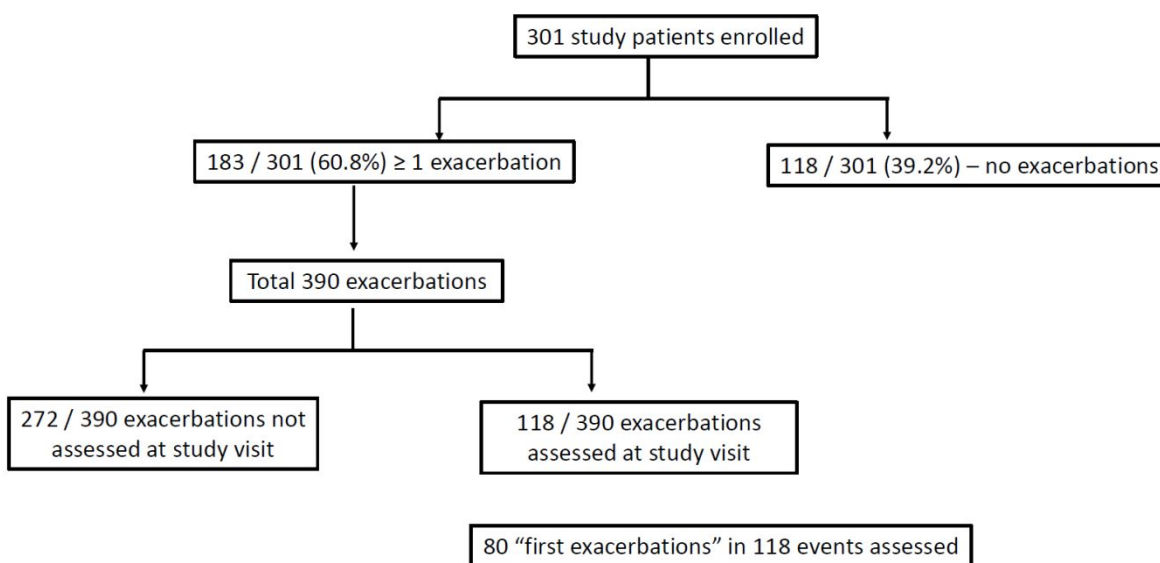 301 study patients enrolled
183 / 301 (60.8%) ≥ 1 exacerbation
118 / 301 (39.2%) – no exacerbations
Total 390 exacerbations
272 / 390 exacerbations not
assessed at study visit
118 / 390 exacerbations
assessed at study visit
80 “first exacerbations” in 118 events assessed